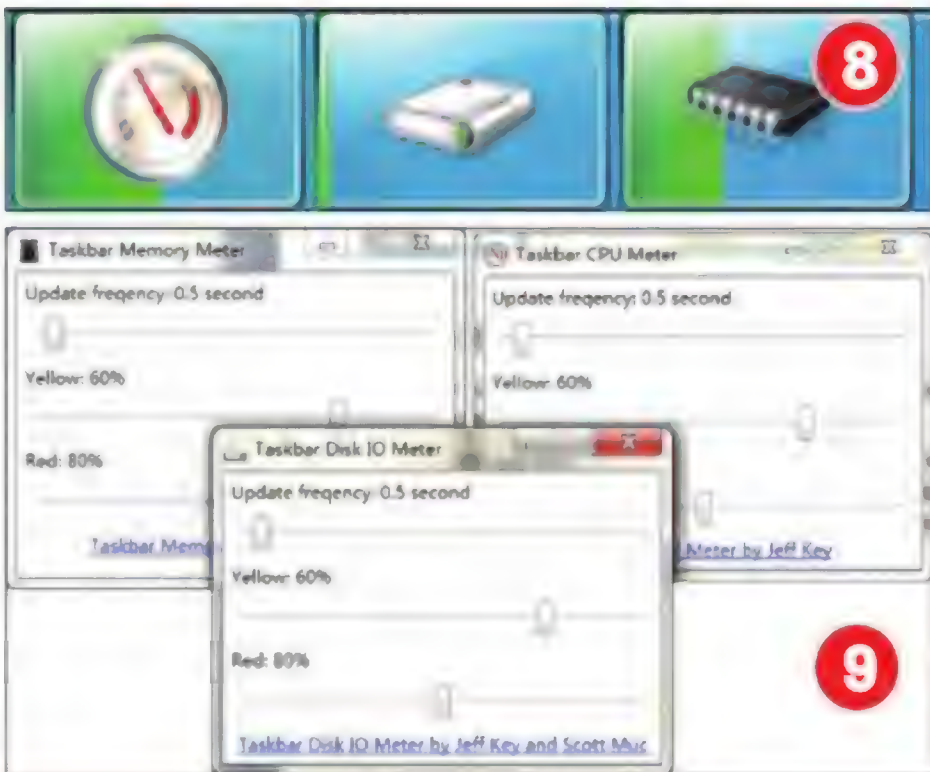 8
Taskbar Memory Meter
Update freqency: 0.5 second
Yellow: 60%
Red: 80%
Taskbar Mem
Taskbar CPU Meter
Update freqency: 0.5 second
Yellow: 60%
Meter by Jeff Key
Taskbar Disk IO Meter
Update freqency: 0.5 second
Yellow: 60%
Red: 80%
Taskbar Disk IO Meter by Jeff Key and Scott Muc
9